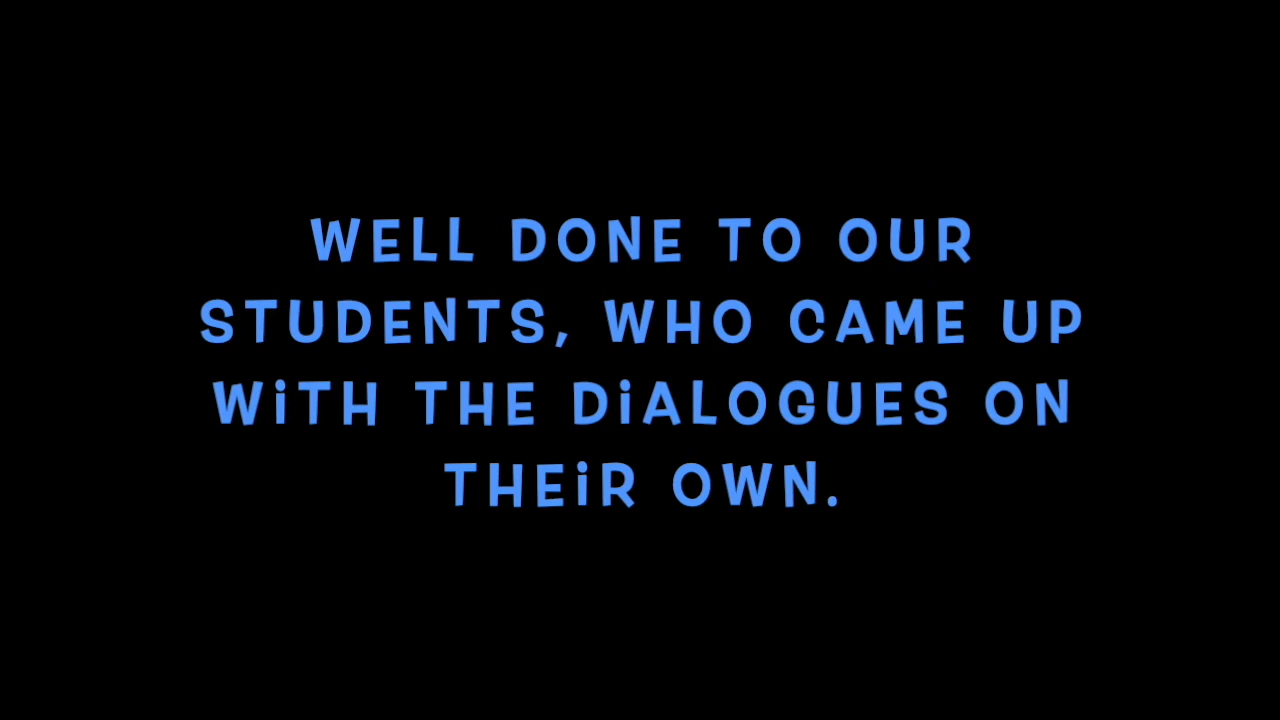 WELL DONE TO OUR
STUDENTS, WHO CAME UP
WiTH THE DiALOGUES ON
THEiR OWN.